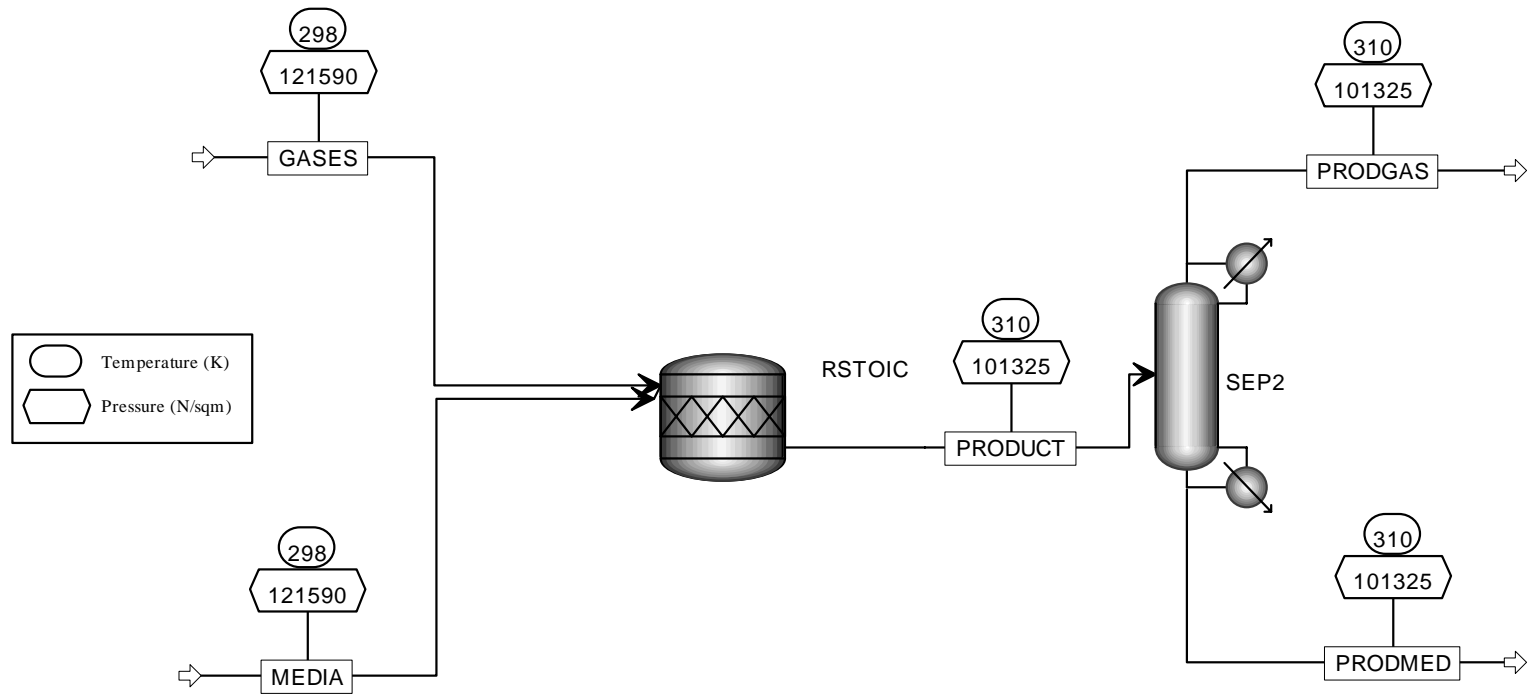 298
121590
GASES
310
101325
PRODGAS
Temperature (K)
Pressure (N/sqm)
RSTOIC
310
101325
PRODUCT
SEP2
298
121590
MEDIA
310
101325
PRODMED